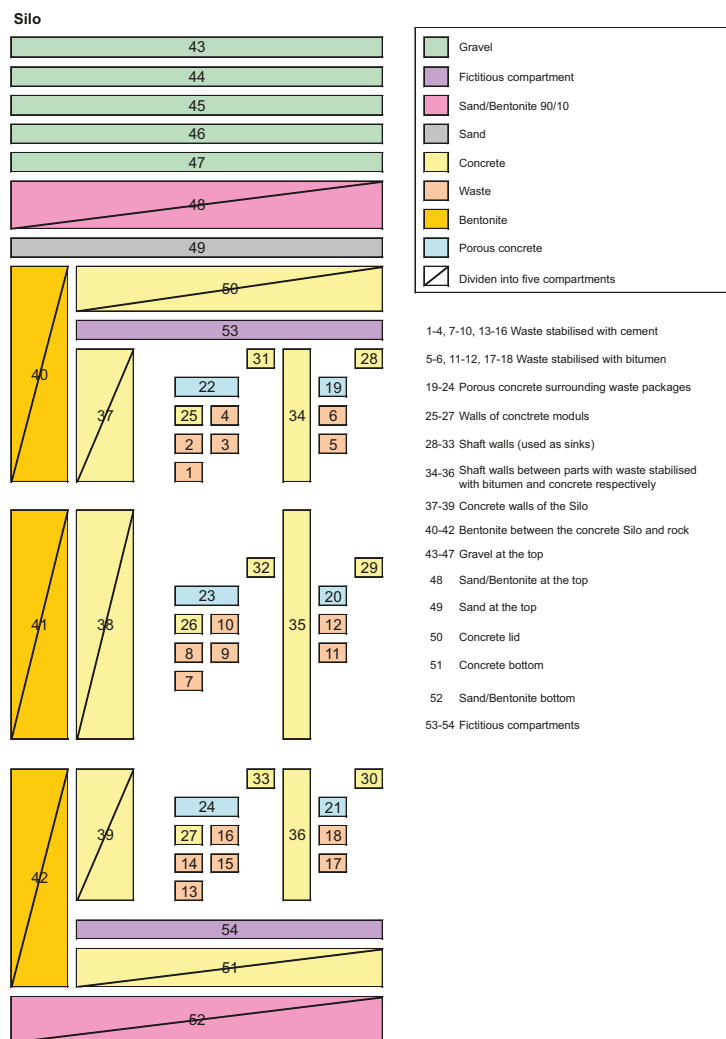 Silo
43
44
45
46
47
48
49
50
53
40
37
31
28
22
19
25
4
34
6
2
3
5
1
32
29
23
20
41
38
26
10
35
12
8
9
11
7
33
30
24
21
39
27
16
36
18
42
14
15
17
13
54
51
52
Gravel
Fictitious compartment
Sand/Bentonite 90/10
Sand
Concrete
Waste
Bentonite
Porous concrete
Dividen into five compartments
1-4, 7-10, 13-16 Waste stabilised with cement
5-6, 11-12, 17-18 Waste stabilised with bitumen
19-24 Porous concrete surrounding waste packages
25-27 Walls of concrete moduls
28-33 Shaft walls (used as sinks)
34-36 Shaft walls between parts with waste stabilised
with bitumen and concrete respectively
37-39 Concrete walls of the Silo
40-42 Bentonite between the concrete Silo and rock
43-47 Gravel at the top
48 Sand/Bentonite at the top
49 Sand at the top
50 Concrete lid
51 Concrete bottom
52 Sand/Bentonite bottom
53-54 Fictitious compartments